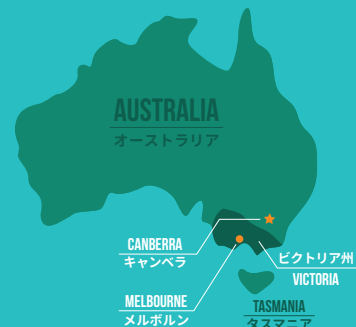 AUSTRALIA
オーストラリア
CANBERRA
キャンベラ
ビクトリア州
VICTORIA
MELBOURNE
メルボルン
TASMANIA
タスマニア